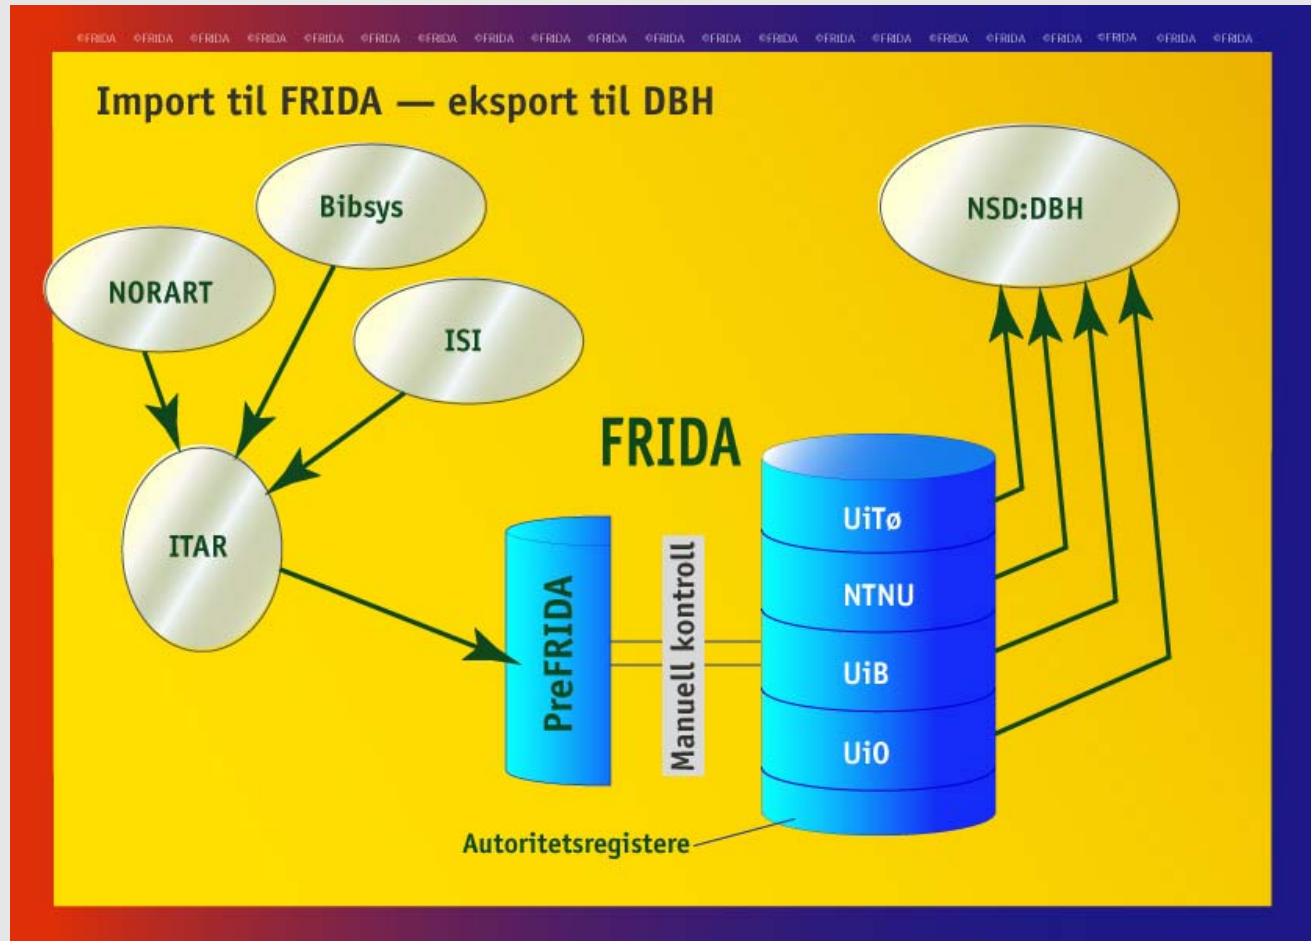 ©FRIDA ©FRIDA ©FRIDA ©FRIDA ©FRIDA ©FRIDA ©FRIDA ©FRIDA ©FRIDA ©FRIDA ©FRIDA ©FRIDA ©FRIDA ©FRIDA ©FRIDA ©FRIDA ©FRIDA ©FRIDA ©FRIDA ©FRIDA ©FRIDA
Import til FRIDA — eksport til DBH
Bibsys
NSD:DBH
NORART
ISI
FRIDA
ITAR
PreFRIDA
Manuell kontroll
UiTø
NTNU
UiB
UiO
Autoritetsregistere